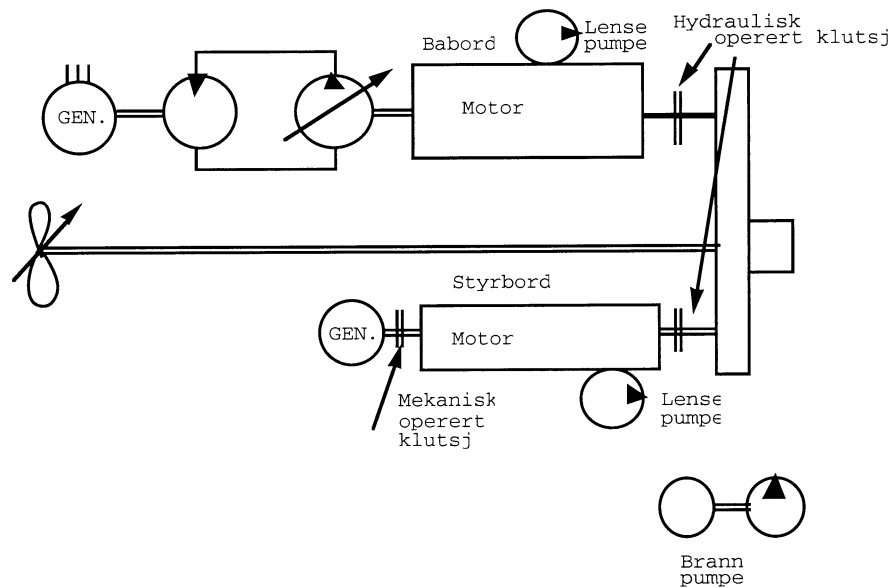 Lense
pumpe
Hydraulisk
operert klutsj
Babord
GEN.
Motor
Styrbord
GEN.
Motor
Mekanisk
operert
klutsj
Lense
pumpe
Brann
pumpe